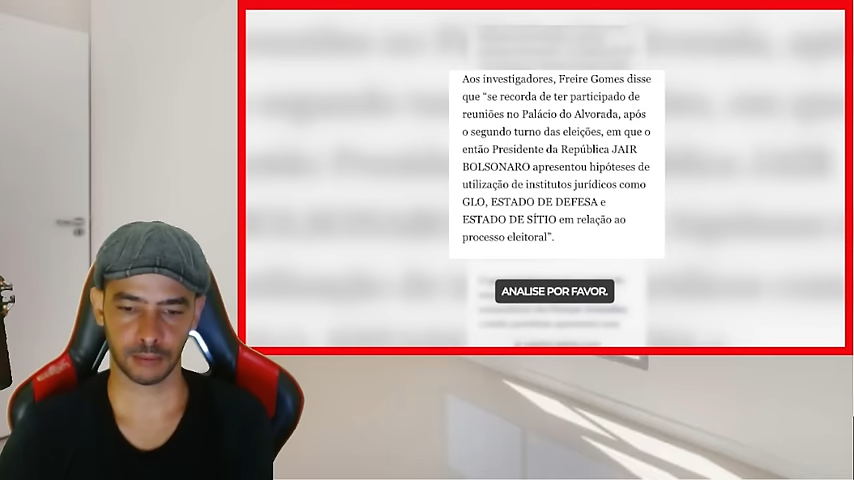 Aos investigadores, Freire Gomes disse
que “se recorda de ter participado de
reuniões no Palácio do Alvorada, após
o segundo turno das eleições, em que o
então Presidente da República JAIR
BOLSONARO apresentou hipóteses de
utilização de institutos jurídicos como
GLO, ESTADO DE DEFESA e
ESTADO DE SÍTIO em relação ao
processo eleitoral”.
ANALISE POR FAVOR.